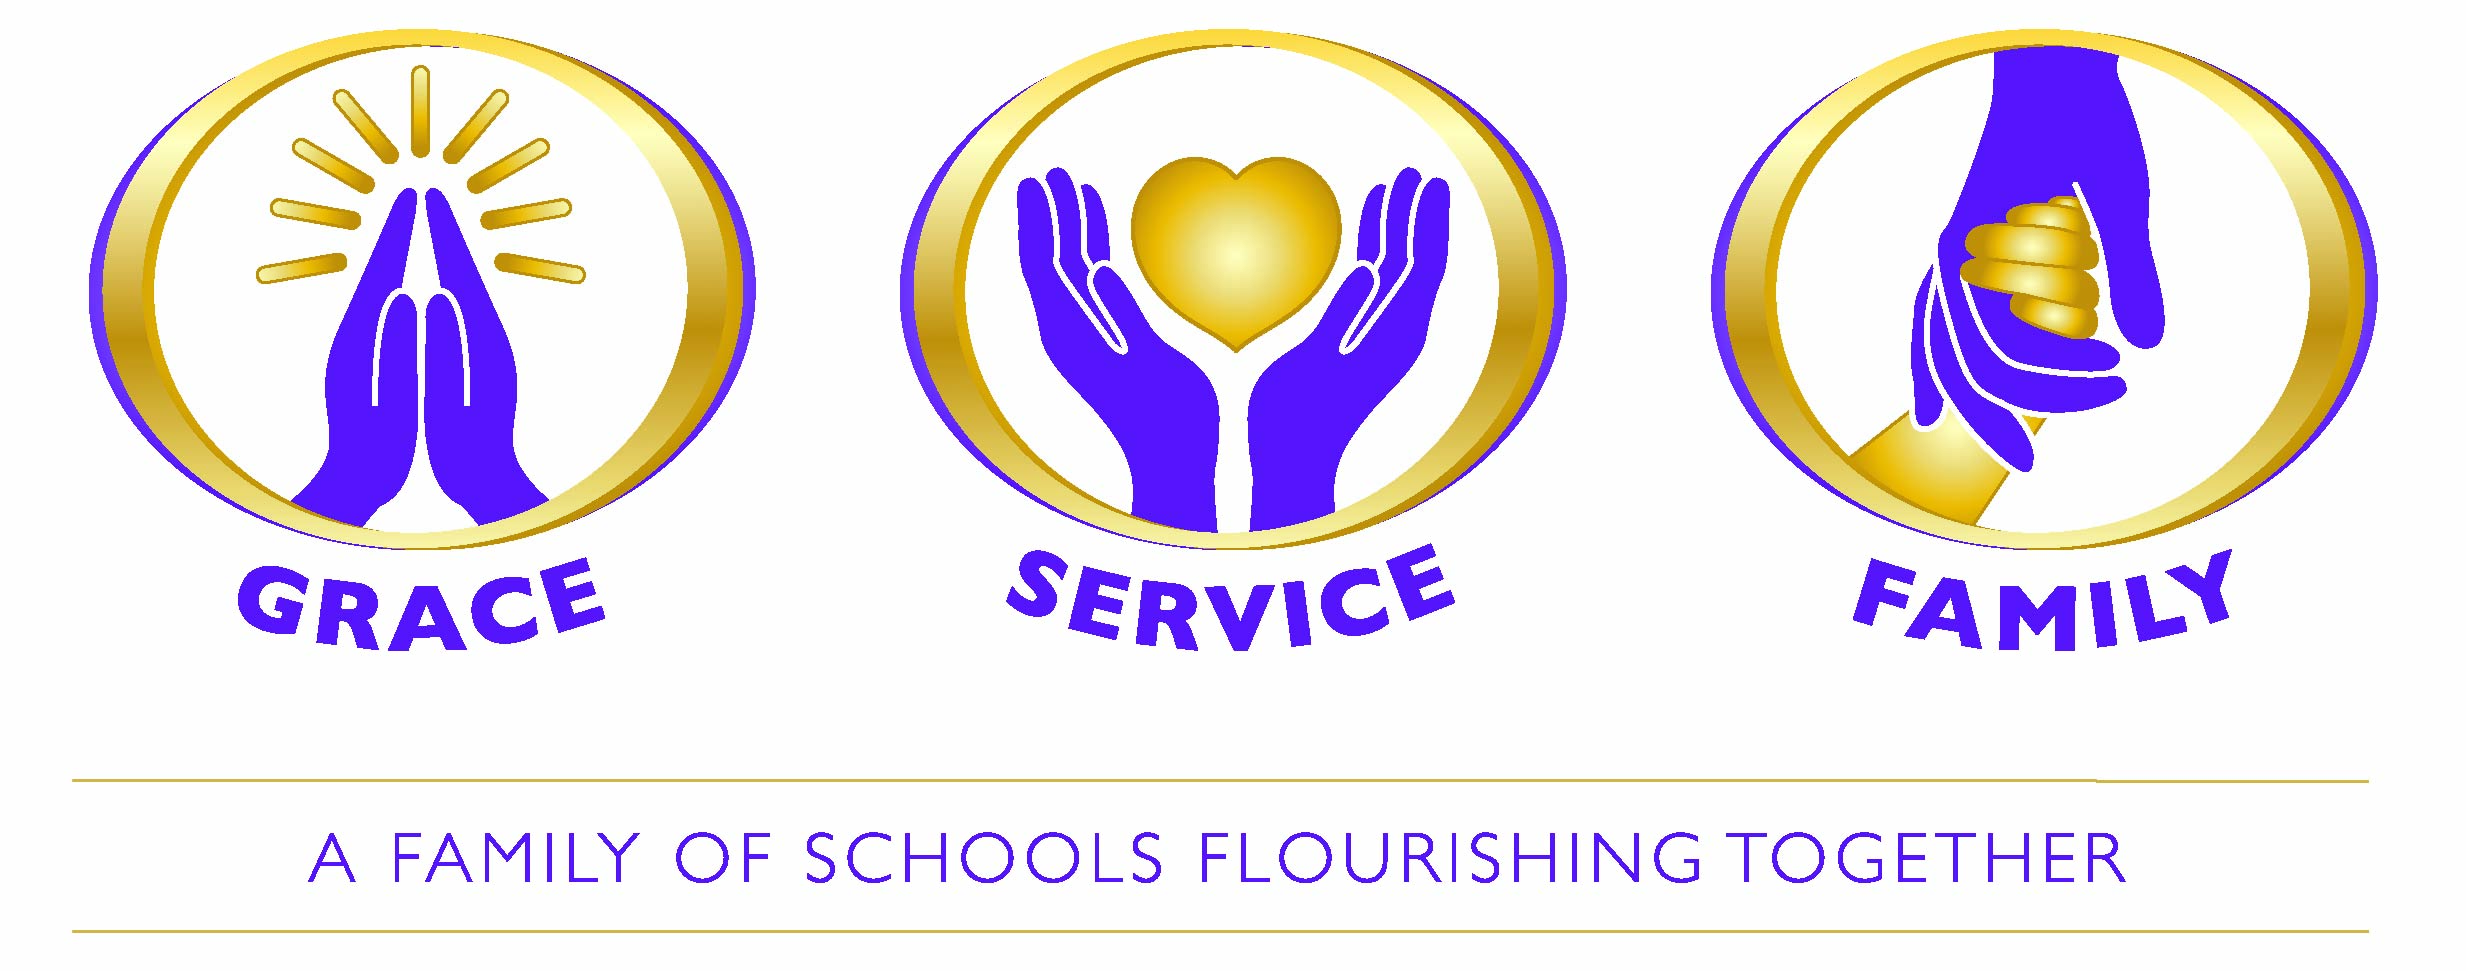 GRACE
SERVICE
FAMILY
A FAMILY OF SCHOOLS FLOURISHING TOGETHER